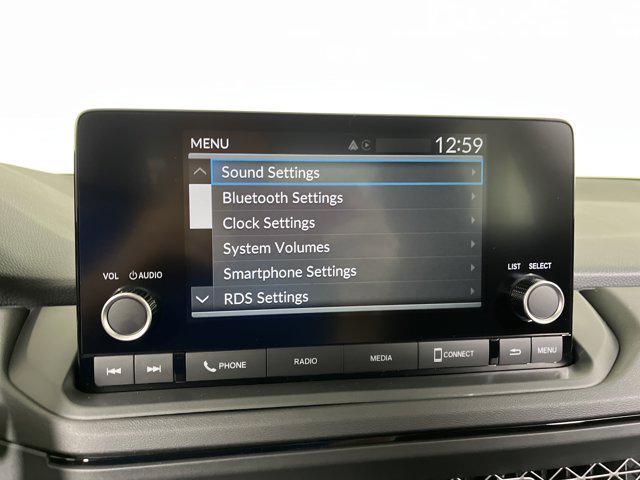 MENU 12:59
Sound Settings
Bluetooth Settings
Clock Settings
System Volumes
Smartphone Settings
RDS Settings
VOL AUDIO
LIST SELECT
PHONE RADIO MEDIA CONNECT MENU